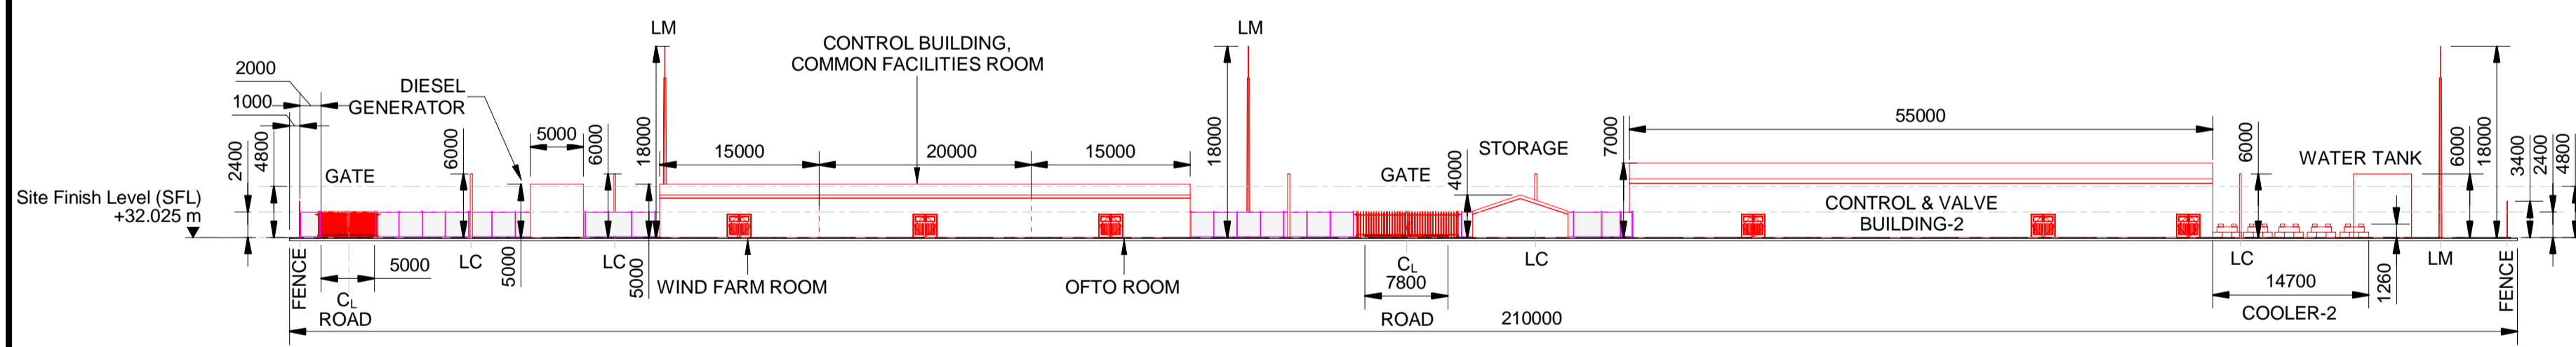 LM
LM
CONTROL BUILDING,
COMMON FACILITIES ROOM
2000
DIESEL
GENERATOR
1000
5000
6000
6000
18000
15000
20000
15000
18000
STORAGE
7000
55000
6000
WATER TANK
6000
18000
3400
2400
4800
2400
4800
GATE
GATE
4000
Site Finish Level (SFL)
+32.025 m
CONTROL & VALVE
BUILDING-2
FENCE
5000
LC
5000
LC
5000
WIND FARM ROOM
OFTO ROOM
CL
7800
LC
LC
14700
1260
LM
FENCE
CL
ROAD
ROAD
210000
COOLER-2